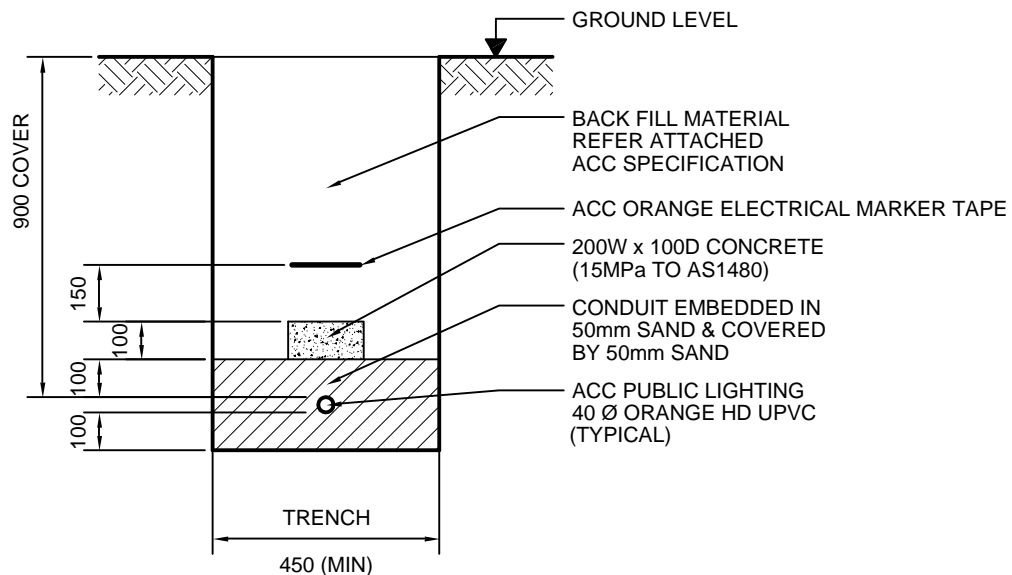 GROUND LEVEL
BACK FILL MATERIAL
REFER ATTACHED
ACC SPECIFICATION
900 COVER
ACC ORANGE ELECTRICAL MARKER TAPE
200W x 100D CONCRETE
(15MPa TO AS1480)
150
CONDUIT EMBEDDED IN
50mm SAND & COVERED
BY 50mm SAND
100
100
ACC PUBLIC LIGHTING
40 Ø ORANGE HD UPVC
(TYPICAL)
100
TRENCH
450 (MIN)